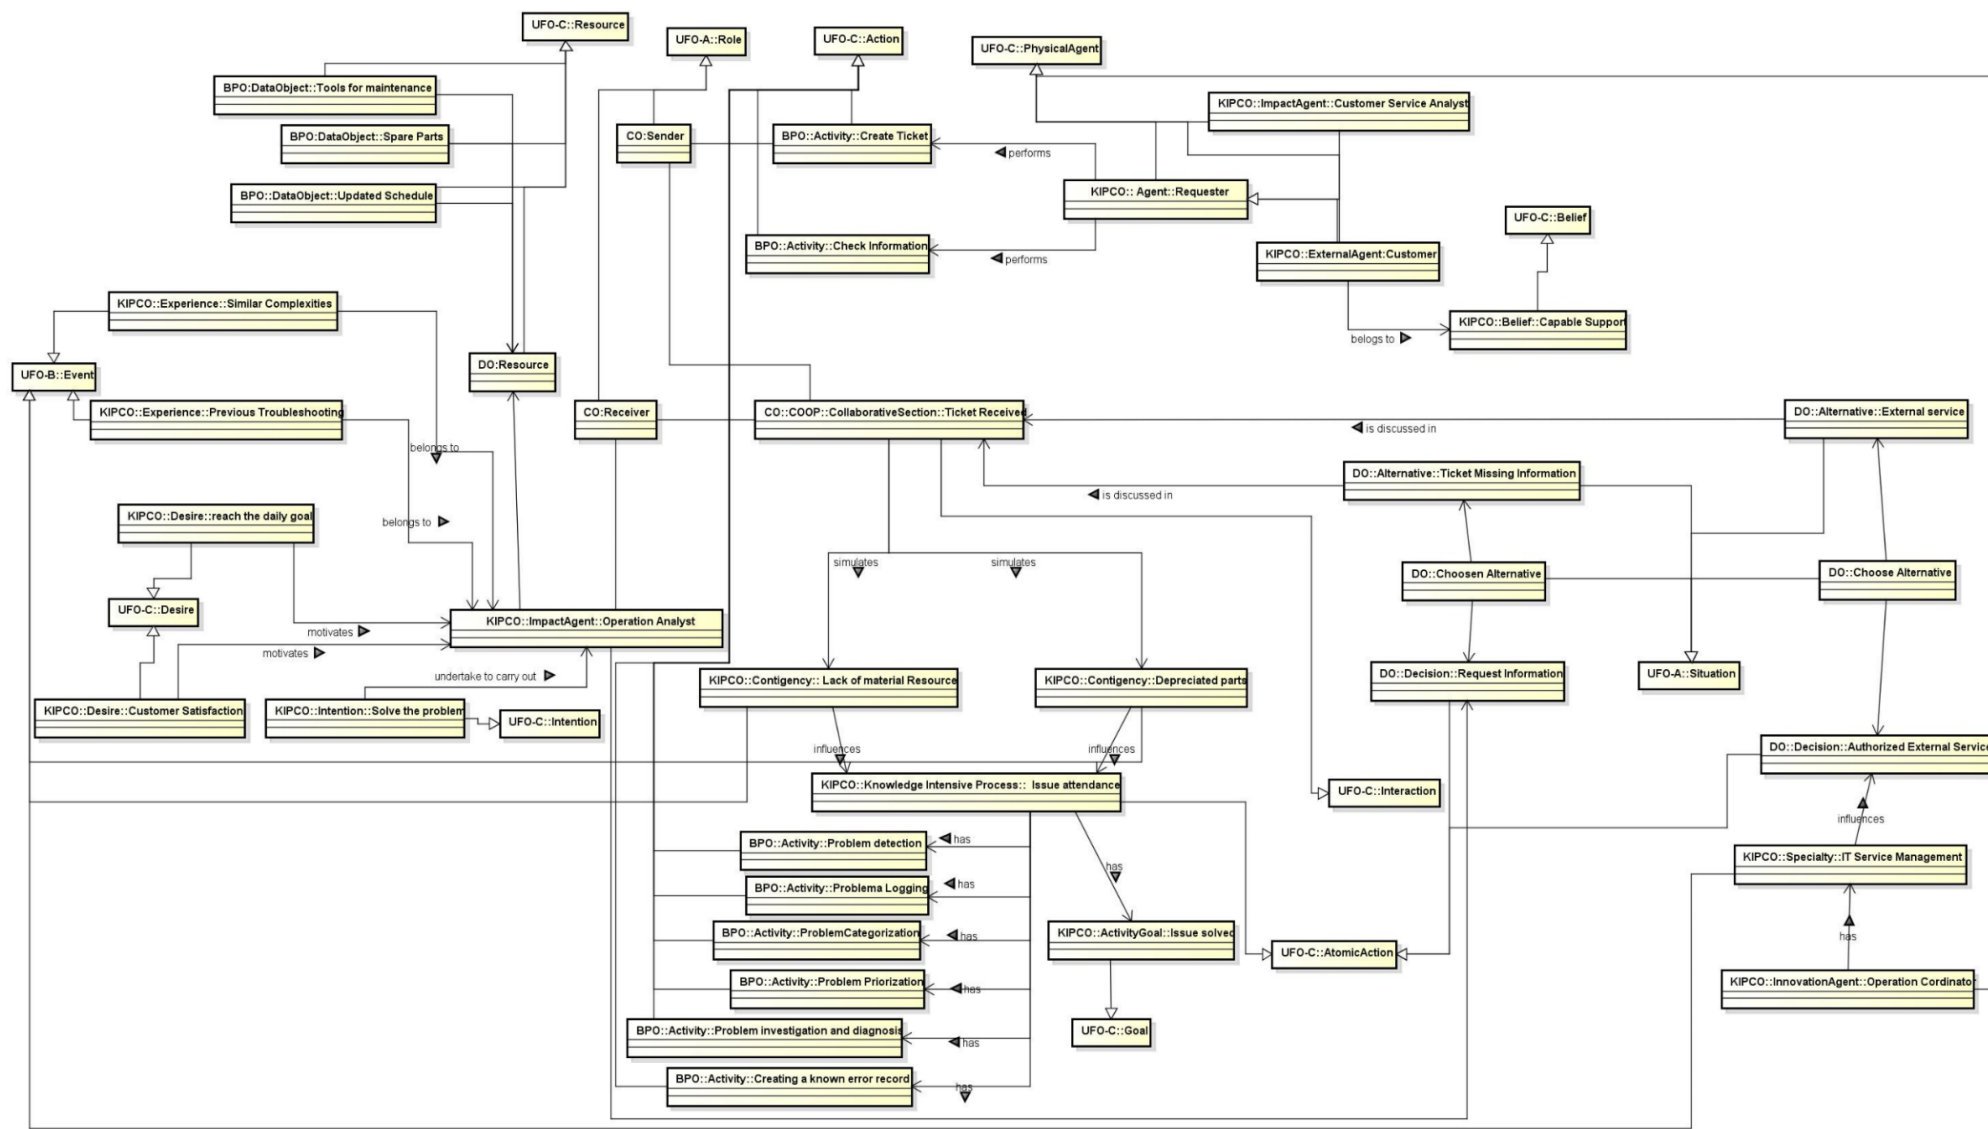 UFO-C::Resource
UFO-A::Role
UFO-C::Action
UFO-C::PhysicalAgent
BPO:DataObject::Tools for maintenance
KIPCO::ImpactAgent::Customer Service Analyst
BPO:DataObject::Spare Parts
CO:Sender
BPO::Activity::Create Ticket
performs
BPO::DataObject::Updated Schedule
KIPCO:: Agent::Requester
UFO-C::Belief
BPO::Activity::Check Information
performs
KIPCO::ExternalAgent:Customer
KIPCO::Experience::Similar Complexities
KIPCO::Belief::Capable Support
belogs to
UFO-B::Event
DO:Resource
KIPCO::Experience::Previous Troubleshooting
CO:Receiver
CO::COOP::CollaborativeSection::Ticket Received
DO::Alternative::External service
is discussed in
belongs to
DO::Alternative::Ticket Missing Information
is discussed in
KIPCO::Desire::reach the daily goal
belongs to
simulates
simulates
DO::Choosen Alternative
DO::Choose Alternative
UFO-C::Desire
KIPCO::ImpactAgent::Operation Analyst
motivates
motivates
undertake to carry out
KIPCO::Contigency:: Lack of material Resource
KIPCO::Contigency::Depreciated parts
DO::Decision::Request Information
UFO-A::Situation
KIPCO::Desire::Customer Satisfaction
KIPCO::Intention::Solve the problem
UFO-C::Intention
influences
influences
DO::Decision::Authorized External Service
KIPCO::Knowledge Intensive Process:: Issue attendance
UFO-C::Interaction
influences
BPO::Activity::Problem detection
has
has
KIPCO::Specialty::IT Service Management
BPO::Activity::Problema Logging
has
BPO::Activity::ProblemCategorization
has
KIPCO::ActivityGoal::Issue solved
UFO-C::AtomicAction
has
BPO::Activity::Problem Priorization
has
KIPCO::InnovationAgent::Operation Cordinator
BPO::Activity::Problem investigation and diagnosis
has
UFO-C::Goal
BPO::Activity::Creating a known error record
has